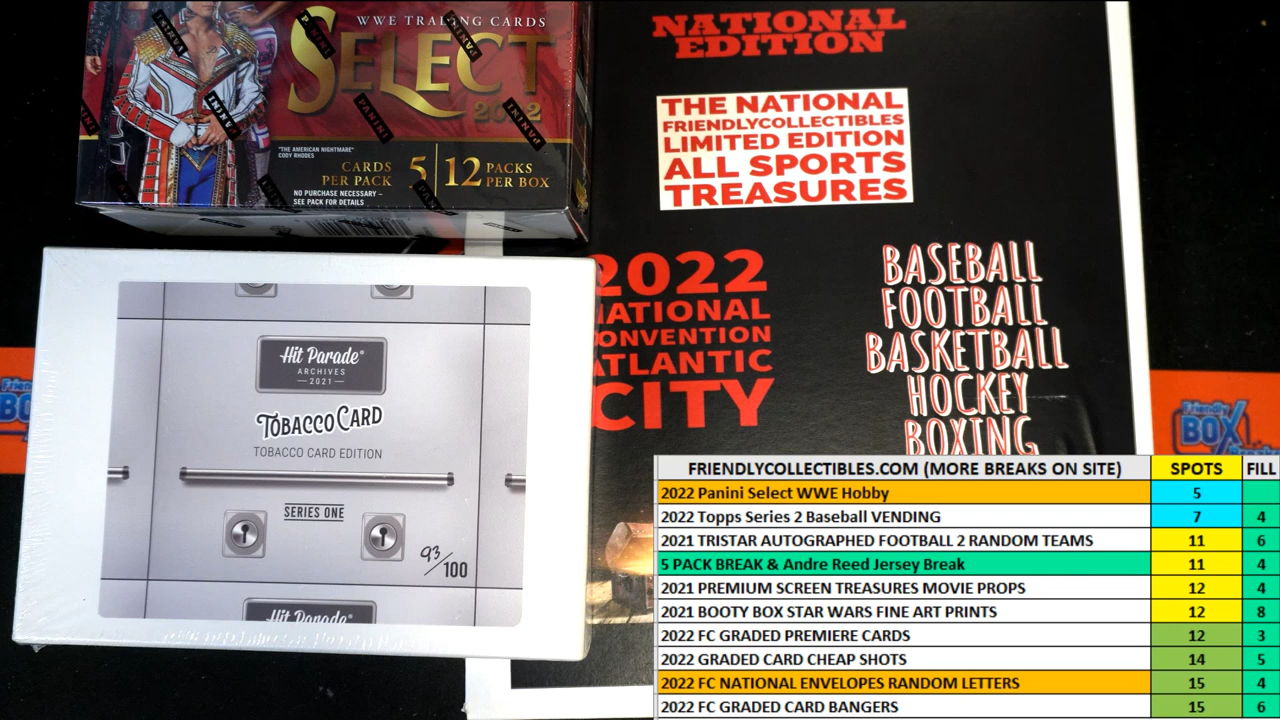 WWE TRADING CARDS
SELECT
2022
PANINI
"THE AMERICAN NIGHTMARE"
CODY RHODES
CARDS PER PACK 5
12 PACKS PER BOX
NO PURCHASE NECESSARY –
SEE PACK FOR DETAILS
NATIONAL
EDITION
THE NATIONAL
FRIENDLYCOLLECTIBLES
LIMITED EDITION
ALL SPORTS
TREASURES
2022
ATIONAL
ONVENTION
ATLANTIC
CITY
BASEBALL
FOOTBALL
BASKETBALL
HOCKEY
BOXING
Hit Parade®
ARCHIVES
— 2021 —
TOBACCO CARD
TOBACCO CARD EDITION
SERIES ONE
93/100
Hit Parade®
Friendly
BOX
FRIENDLYCOLLECTIBLES.COM (MORE BREAKS ON SITE) SPOTS FILL
2022 Panini Select WWE Hobby 5
2022 Topps Series 2 Baseball VENDING 7 4
2021 TRISTAR AUTOGRAPHED FOOTBALL 2 RANDOM TEAMS 11 6
5 PACK BREAK & Andre Reed Jersey Break 11 4
2021 PREMIUM SCREEN TREASURES MOVIE PROPS 12 4
2021 BOOTY BOX STAR WARS FINE ART PRINTS 12 8
2022 FC GRADED PREMIERE CARDS 12 3
2022 GRADED CARD CHEAP SHOTS 14 5
2022 FC NATIONAL ENVELOPES RANDOM LETTERS 15 4
2022 FC GRADED CARD BANGERS 15 6